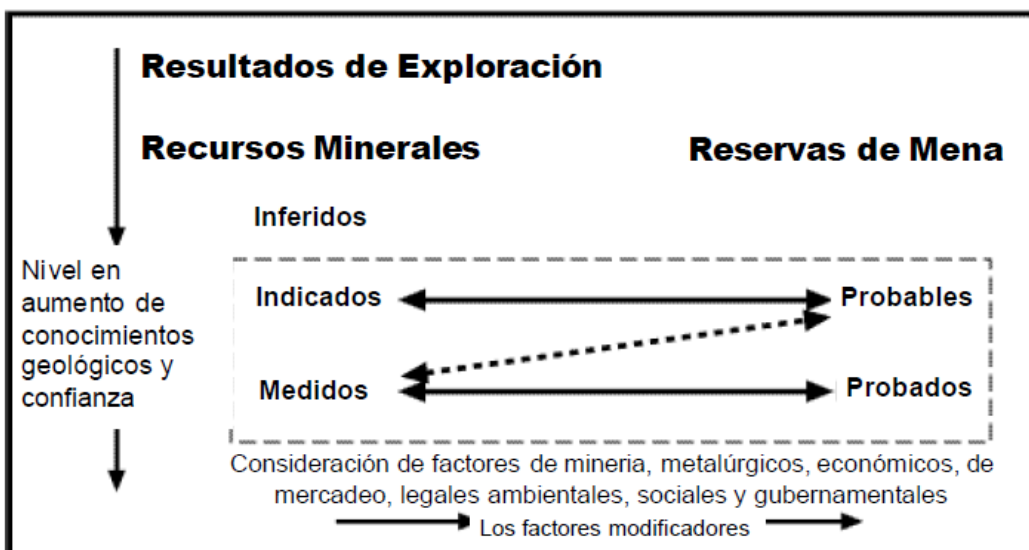 Resultados de Exploración
Recursos Minerales
Reservas de Mena
Inferidos
Nivel en
aumento de
conocimientos
geológicos y
confianza
Indicados
Probables
Medidos
Probados
Consideración de factores de mineria, metalúrgicos, económicos, de
mercadeo, legales ambientales, sociales y gubernamentales
Los factores modificadores